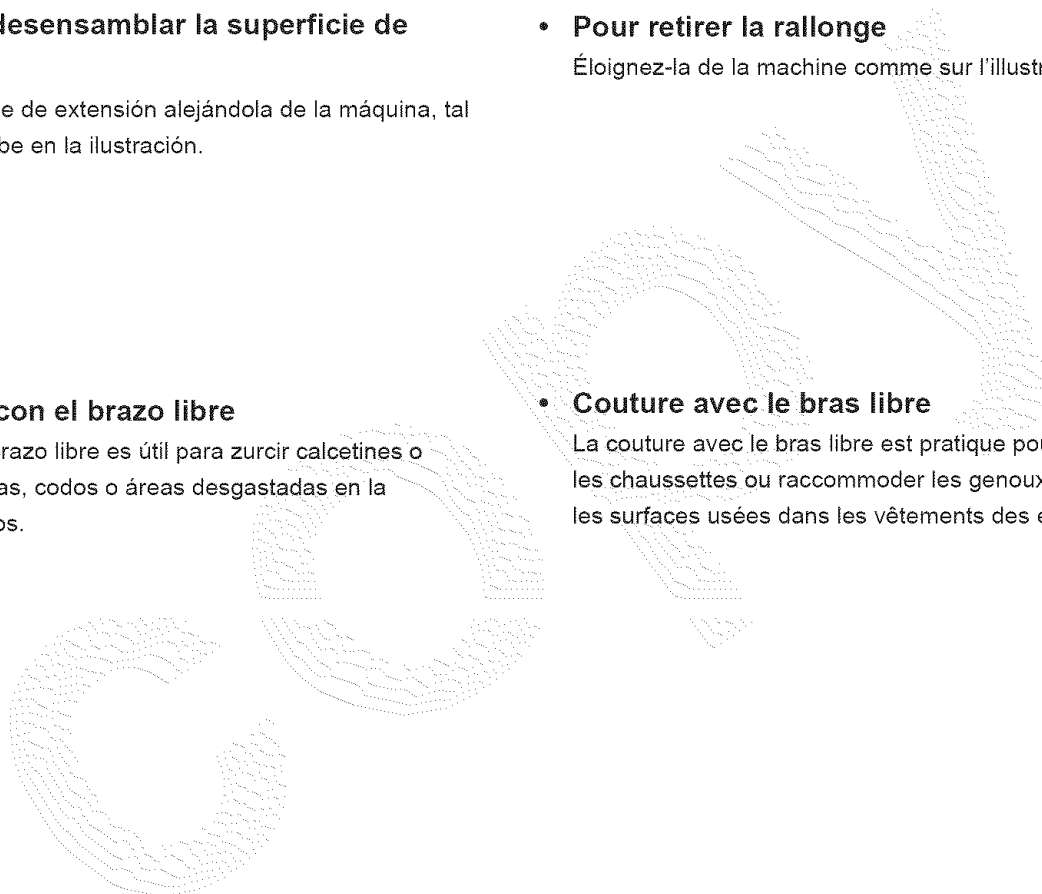 desensamblar la superficie de
e de extensión alejándola de la máquina, tal
be en la ilustración.
con el brazo libre
razo libre es útil para zurcir calcetines o
as, codos o áreas desgastadas en la
os.
• Pour retirer la rallonge
Éloignez-la de la machine comme sur l'illustr
• Couture avec le bras libre
La couture avec le bras libre est pratique pou
les chaussettes ou raccommoder les genoux
les surfaces usées dans les vêtements des e
copy